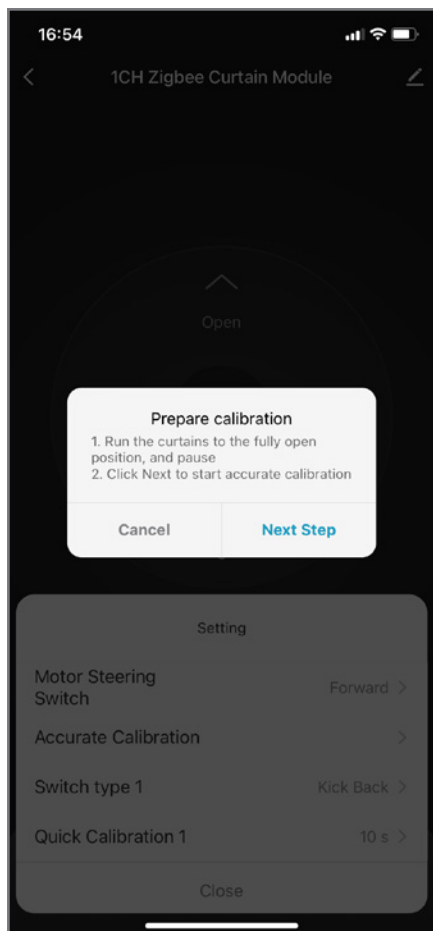 16:54
1CH Zigbee Curtain Module
Open
Prepare calibration
1. Run the curtains to the fully open
position, and pause
2. Click Next to start accurate calibration
Cancel
Next Step
Setting
Motor Steering
Switch
Forward
Accurate Calibration
Switch type 1
Kick Back
Quick Calibration 1
10 s
Close